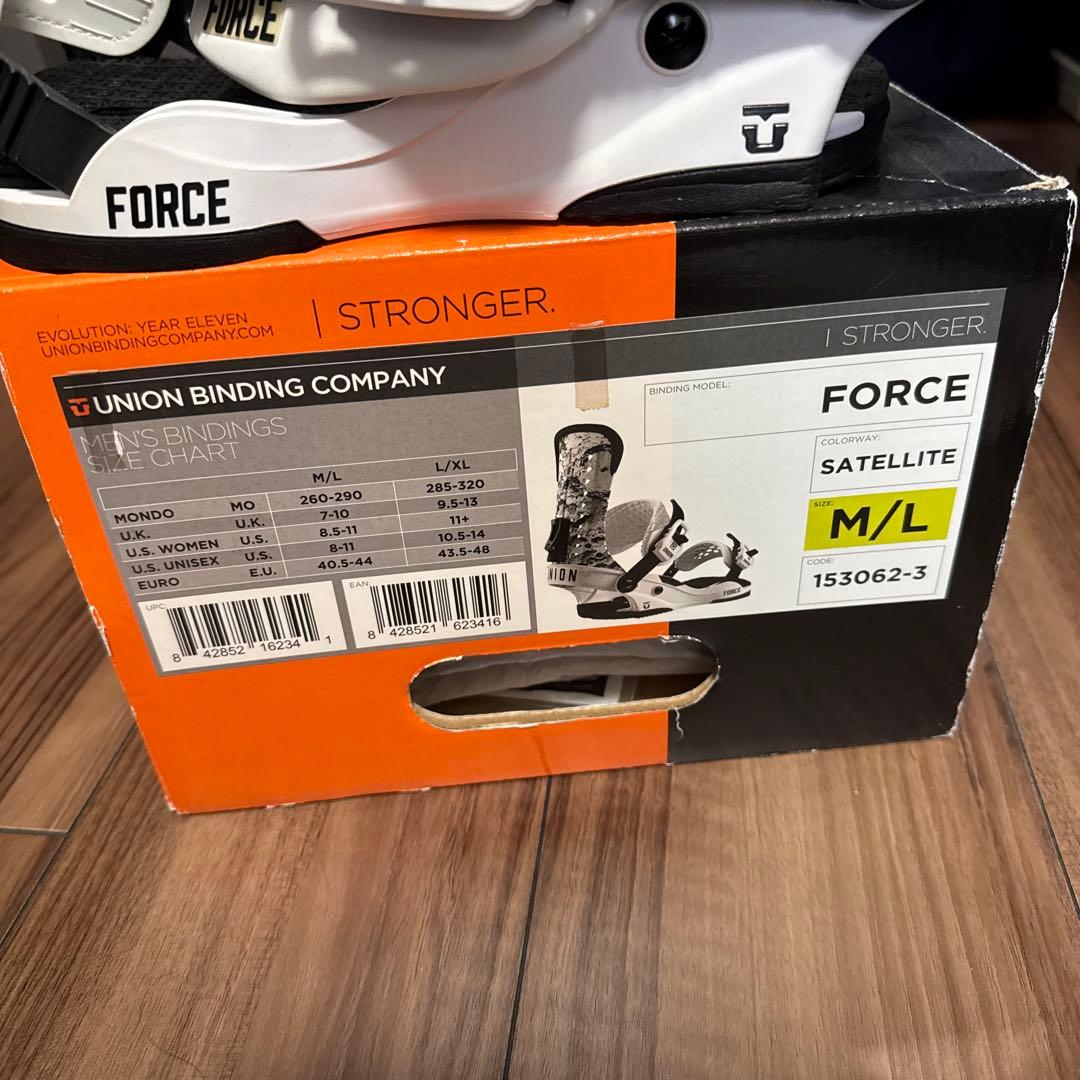 FORCE
FORCE
EVOLUTION: YEAR ELEVEN
UNIONBINDINGCOMPANY.COM
| STRONGER.
UNION BINDING COMPANY
| STRONGER.
MEN'S BINDINGS
SIZE CHART
M/L L/XL
MONDO MO 260-290 285-320
U.K. U.K. 7-10 9.5-13
U.S. WOMEN U.S. 8.5-11 11+
U.S. UNISEX U.S. 8-11 10.5-14
EURO E.U. 40.5-44 43.5-48
UPC:
8 42852 16234 1
EAN:
8 428521 623416
UNION
FORCE
BINDING MODEL:
FORCE
COLORWAY:
SATELLITE
SIZE:
M/L
CODE:
153062-3